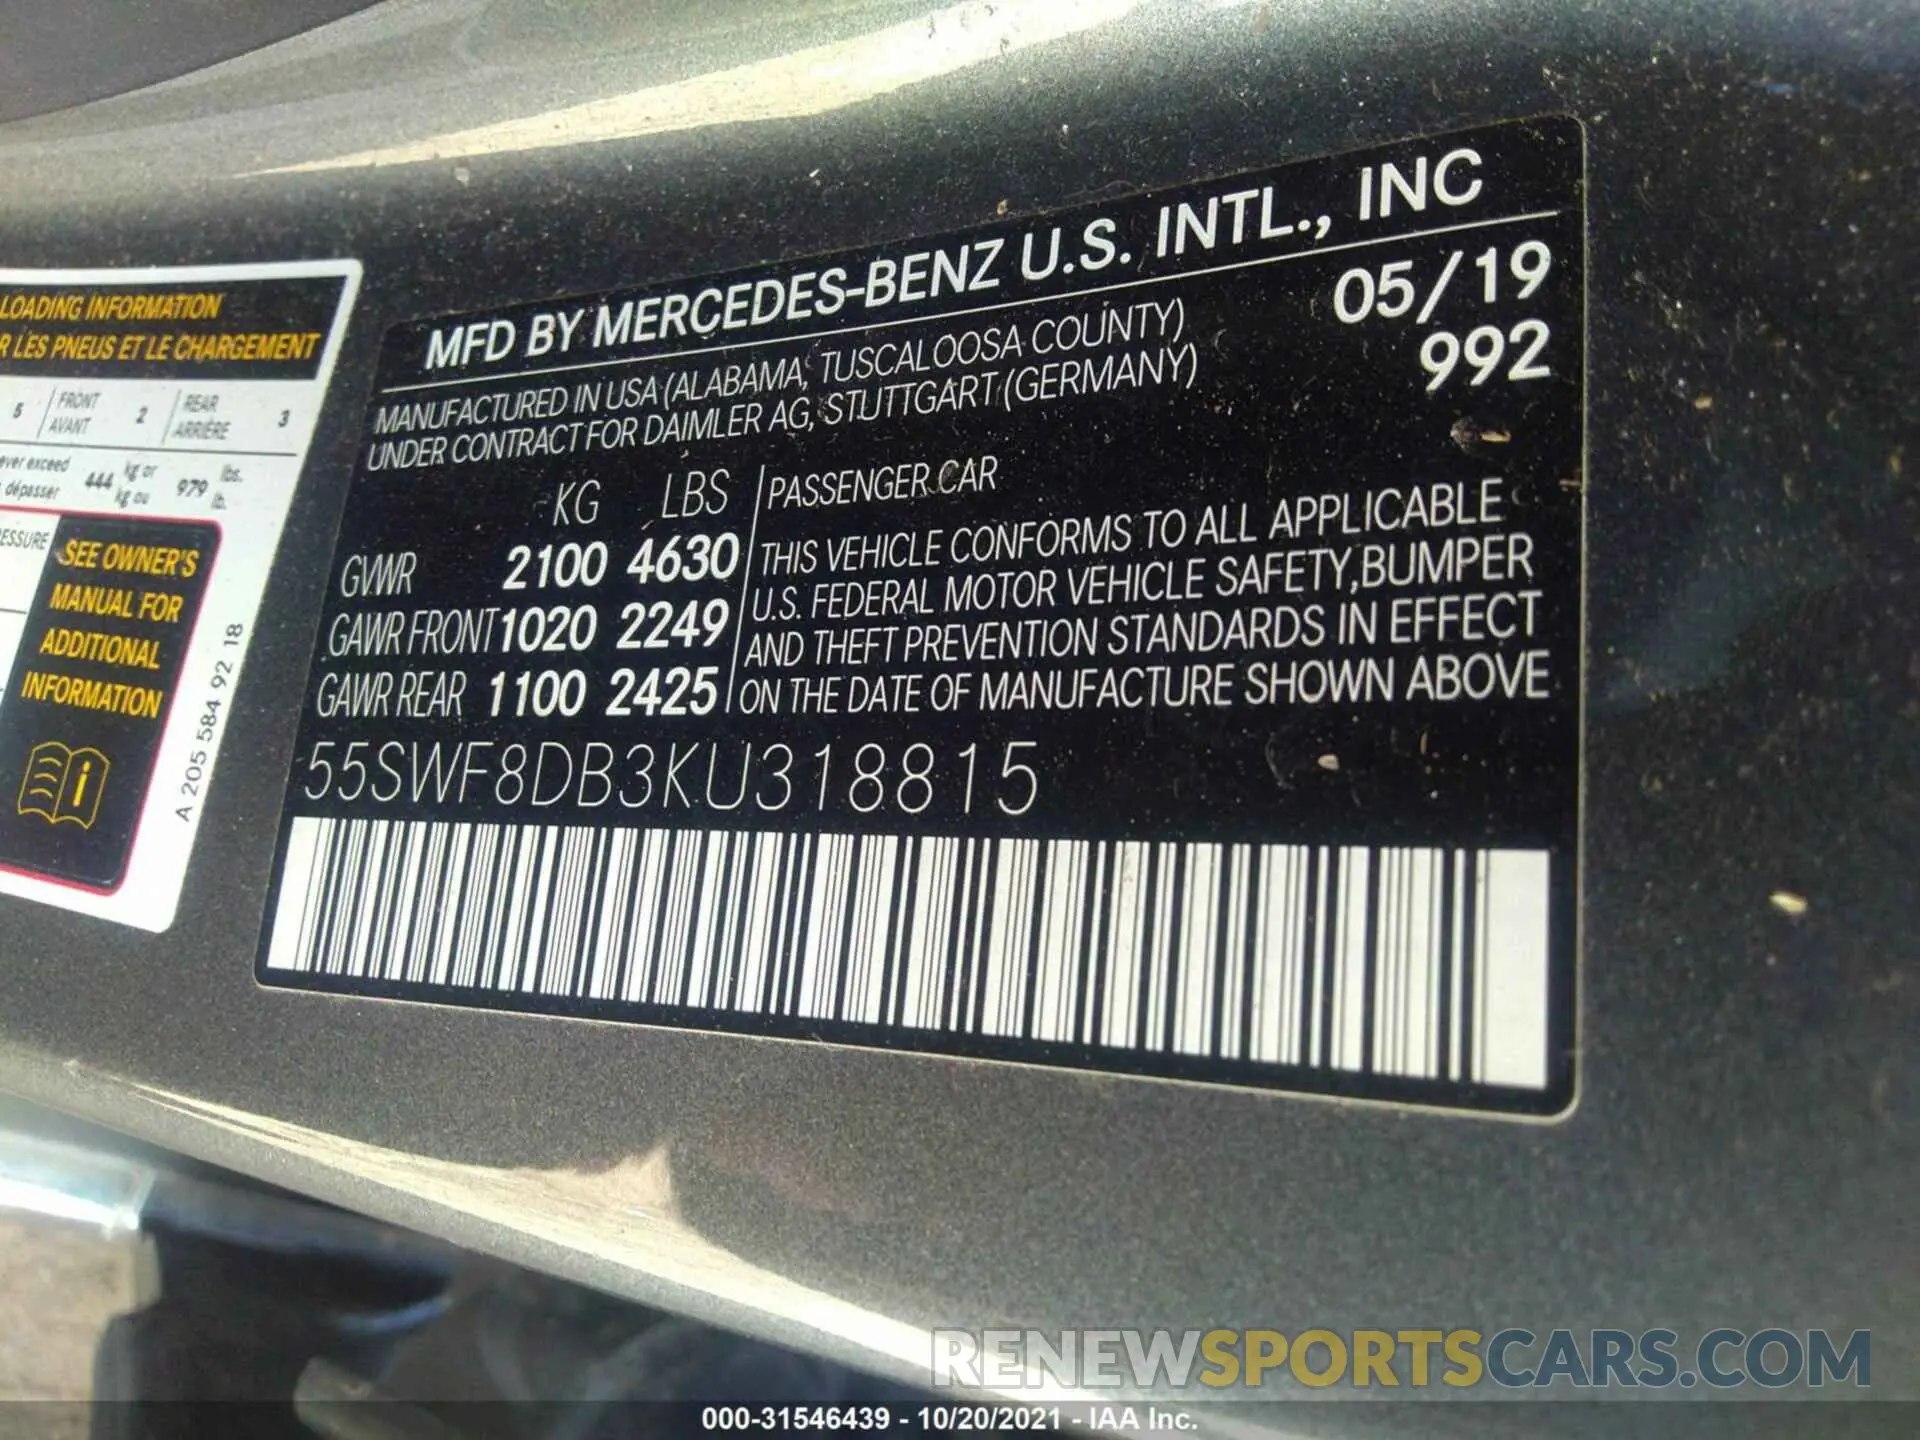 LOADING INFORMATION
R LES PNEUS ET LE CHARGEMENT
5 FRONT AVANT 2 REAR ARRIÈRE 3
ever exceed 444 kg or 979 lbs.
dépasser kg ou lb.
ESSURE
SEE OWNER'S
MANUAL FOR
ADDITIONAL
INFORMATION
i
A 205 584 92 18
MFD BY MERCEDES-BENZ U.S. INTL., INC
MANUFACTURED IN USA (ALABAMA, TUSCALOOSA COUNTY) 05/19
UNDER CONTRACT FOR DAIMLER AG, STUTTGART (GERMANY) 992
KG LBS PASSENGER CAR
GVWR 2100 4630 THIS VEHICLE CONFORMS TO ALL APPLICABLE
U.S. FEDERAL MOTOR VEHICLE SAFETY,BUMPER
GAWR FRONT 1020 2249 AND THEFT PREVENTION STANDARDS IN EFFECT
GAWR REAR 1100 2425 ON THE DATE OF MANUFACTURE SHOWN ABOVE
55SWF8DB3KU318815
RENEWSPORTSCARS.COM
000-31546439 - 10/20/2021 - IAA Inc.